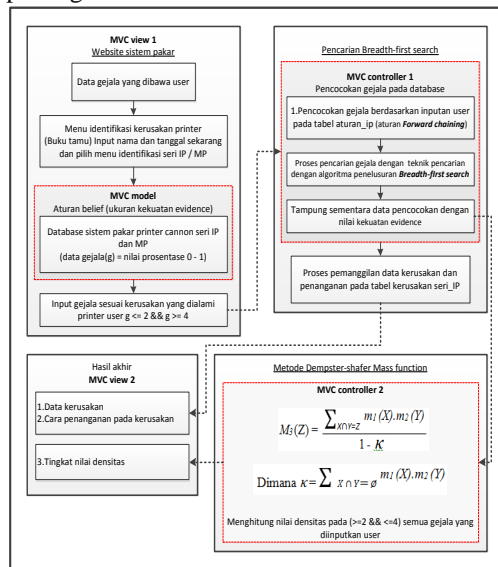 MVC view 1
Website sistem pakar
Data gejala yang dibawa user
Menu identifikasi kerusakan printer
(Buku tamu) Input nama dan tanggal sekarang
dan pilih menu identifikasi seri IP / MP
MVC model
Aturan belief (ukuran kekuatan evidence)
Database sistem pakar printer cannon seri IP
dan MP
(data gejala(g) = nilai prosentase 0 - 1)
Input gejala sesuai kerusakan yang dialami
printer user g <= 2 && g >= 4
Pencarian Breadth-first search
MVC controller 1
Pencocokan gejala pada database
1.Pencocokan gejala berdasarkan inputan user
pada tabel aturan_ip (aturan Forward chaining)
Proses pencarian gejala dengan teknik pencarian
dengan algoritma penelusuran Breadth-first search
Tampung sementara data pencocokan dengan
nilai kekuatan evidence
Proses pemanggilan data kerusakan dan
penanganan pada tabel kerusakan seri_IP
Hasil akhir
MVC view 2
1.Data kerusakan
2.Cara penanganan pada kerusakan
3.Tingkat nilai densitas
Metode Dempster-shafer Mass function
MVC controller 2
M₃(Z) = ∑ X∩Y=Z m₁ (X). m₂ (Y) / 1 - K
Dimana K = ∑ X ∩ Y = ø m₁ (X). m₂ (Y)
Menghitung nilai densitas pada (>=2 && <=4) semua gejala yang
diinputkan user